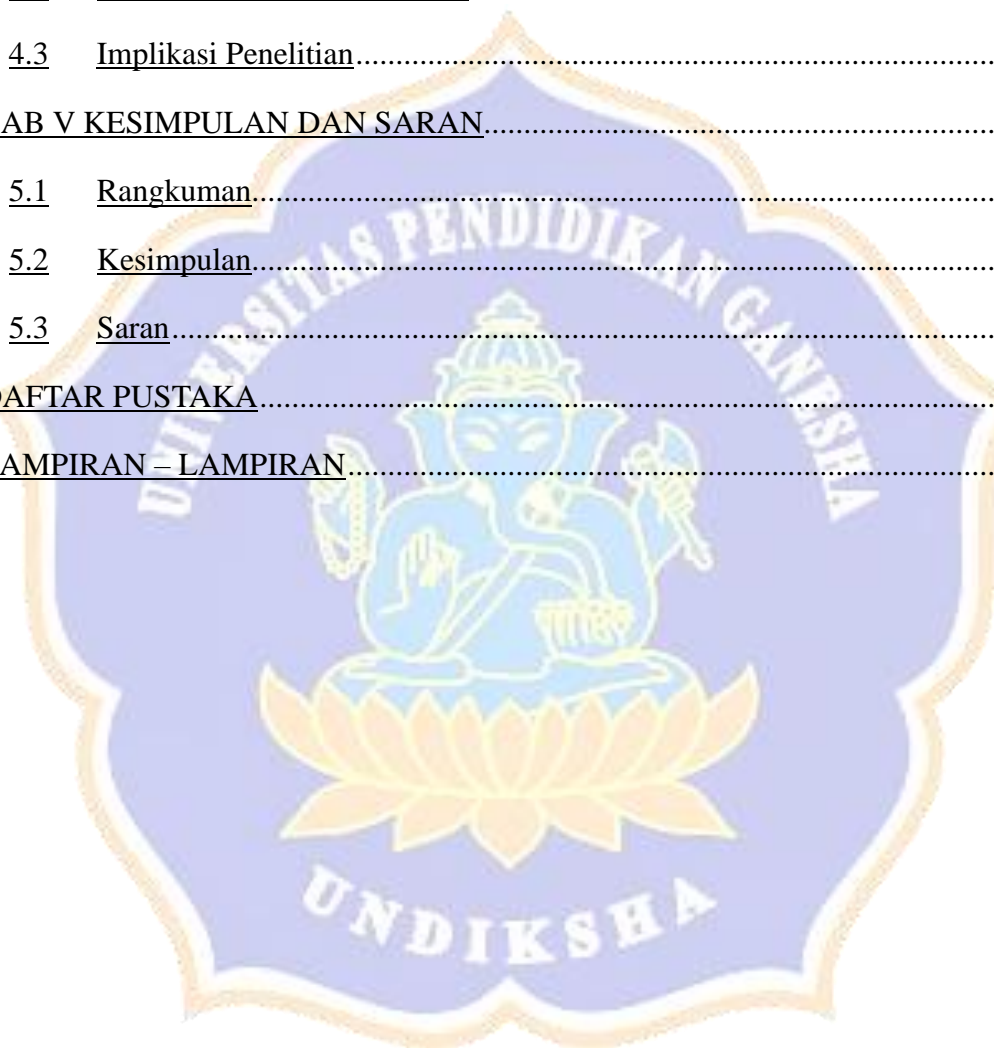 4.3 Implikasi Penelitian........................................................................
AB V KESIMPULAN DAN SARAN........................................................
5.1 Rangkuman.....................................................................................
5.2 Kesimpulan.....................................................................................
5.3 Saran...............................................................................................
DAFTAR PUSTAKA.................................................................................
AMPIRAN – LAMPIRAN......................................................................
UNIVERSITAS PENDIDIKAN GANESHA
UNDIKSHA